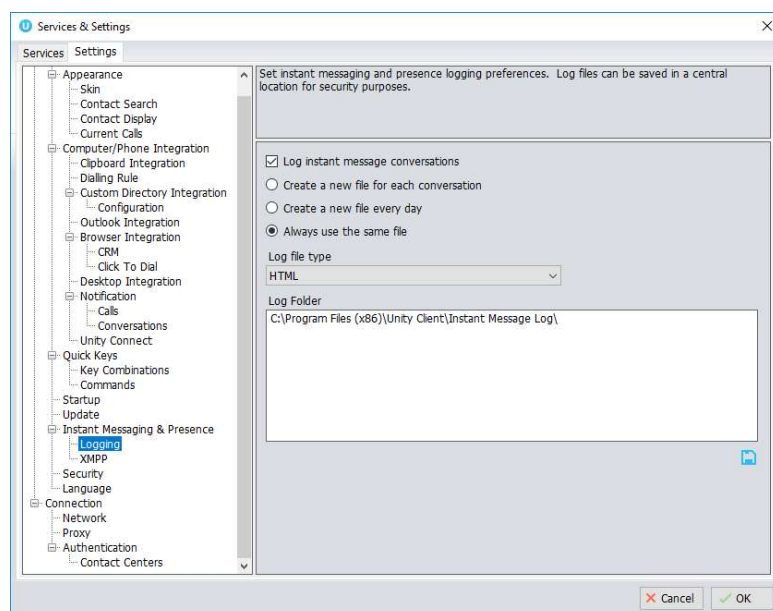 Services & Settings
Services
Settings
Appearance
Skin
Contact Search
Contact Display
Current Calls
Computer/Phone Integration
Clipboard Integration
Dialling Rule
Custom Directory Integration
Configuration
Outlook Integration
Browser Integration
CRM
Click To Dial
Desktop Integration
Notification
Calls
Conversations
Unity Connect
Quick Keys
Key Combinations
Commands
Startup
Update
Instant Messaging & Presence
Logging
XMPP
Security
Language
Connection
Network
Proxy
Authentication
Contact Centers
Set instant messaging and presence logging preferences. Log files can be saved in a central
location for security purposes.
Log instant message conversations
Create a new file for each conversation
Create a new file every day
Always use the same file
Log file type
HTML
Log Folder
C:\Program Files (x86)\Unity Client\Instant Message Log\
Cancel
OK